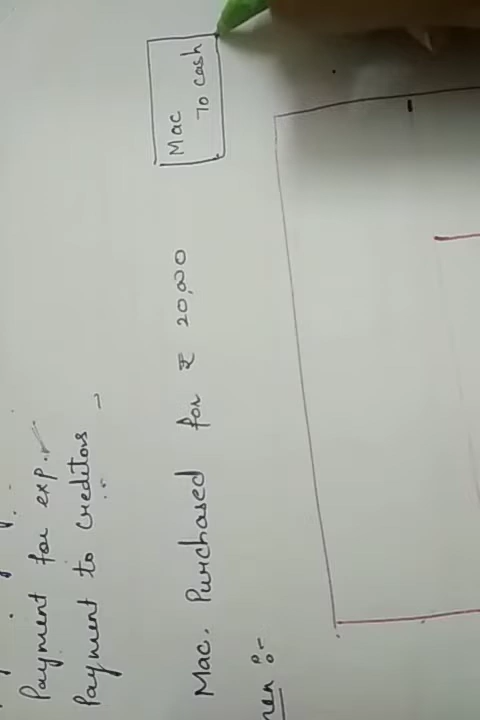 Payment for exp.
Payment to creditors
Mac. Purchased for ₹ 20,000
Mac
To cash